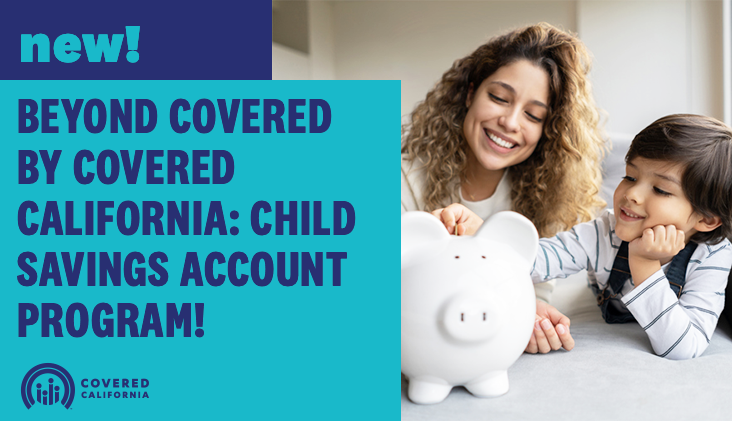 new!
BEYOND COVERED
BY COVERED
CALIFORNIA: CHILD
SAVINGS ACCOUNT
PROGRAM!
COVERED
CALIFORNIA